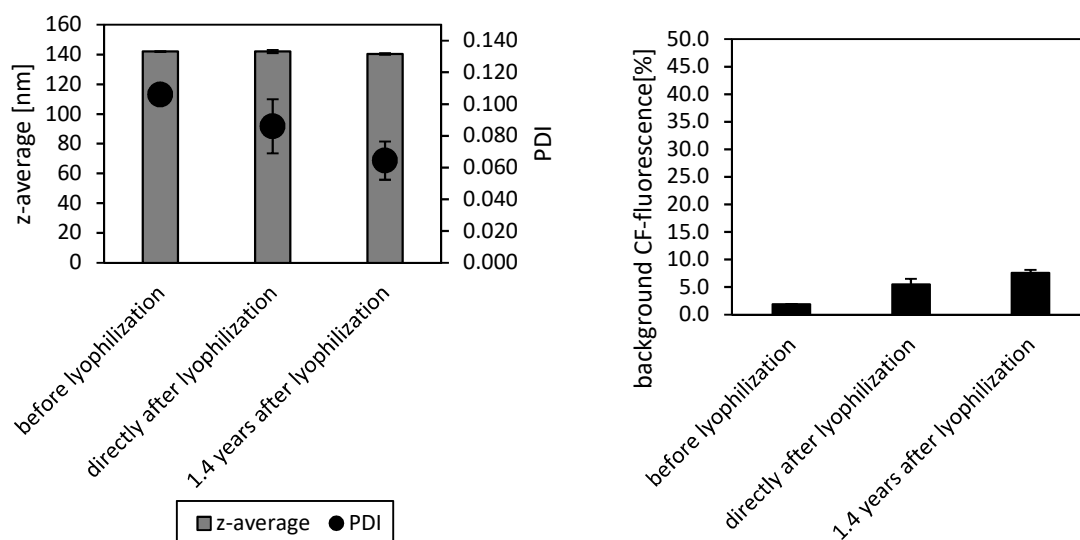 160
140
120
100
80
60
40
20
0
z-average [nm]
0.140
0.120
0.100
0.080
0.060
0.040
0.020
0.000
PDI
before lyophilization
directly after lyophilization
1.4 years after lyophilization
z-average PDI
50.0
45.0
40.0
35.0
30.0
25.0
20.0
15.0
10.0
5.0
0.0
background CF-fluorescence[%]
before lyophilization
directly after lyophilization
1.4 years after lyophilization